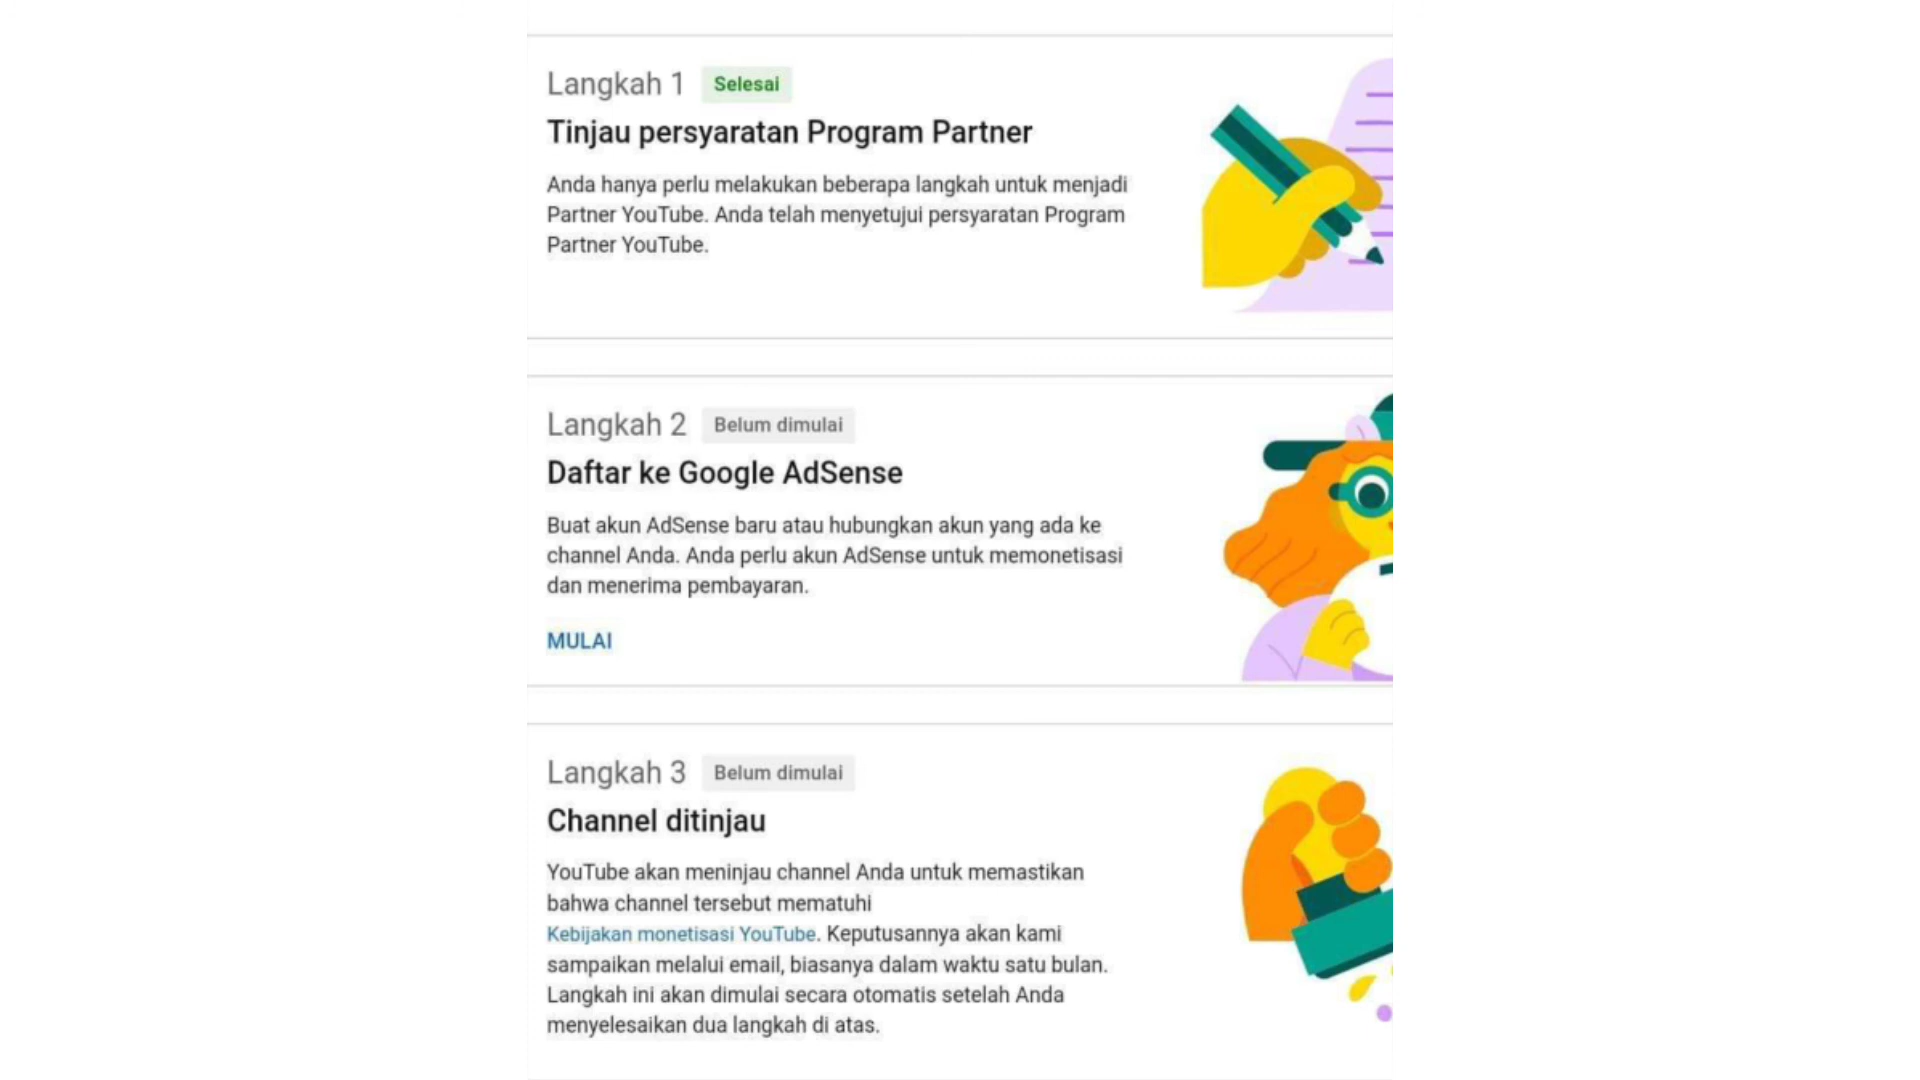 Langkah 1 Selesai
Tinjau persyaratan Program Partner
Anda hanya perlu melakukan beberapa langkah untuk menjadi
Partner YouTube. Anda telah menyetujui persyaratan Program
Partner YouTube.
Langkah 2 Belum dimulai
Daftar ke Google AdSense
Buat akun AdSense baru atau hubungkan akun yang ada ke
channel Anda. Anda perlu akun AdSense untuk memonetisasi
dan menerima pembayaran.
MULAI
Langkah 3 Belum dimulai
Channel ditinjau
YouTube akan meninjau channel Anda untuk memastikan
bahwa channel tersebut mematuhi
Kebijakan monetisasi YouTube. Keputusannya akan kami
sampaikan melalui email, biasanya dalam waktu satu bulan.
Langkah ini akan dimulai secara otomatis setelah Anda
menyelesaikan dua langkah di atas.